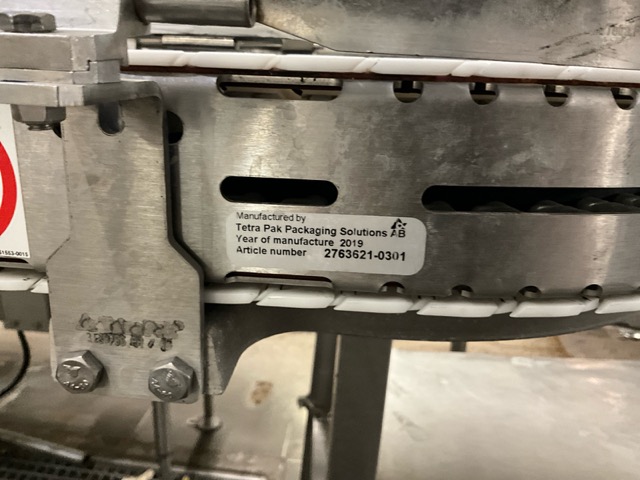 Manufactured by
Tetra Pak Packaging Solutions AB
Year of manufacture 2019
Article number 2763621-0301